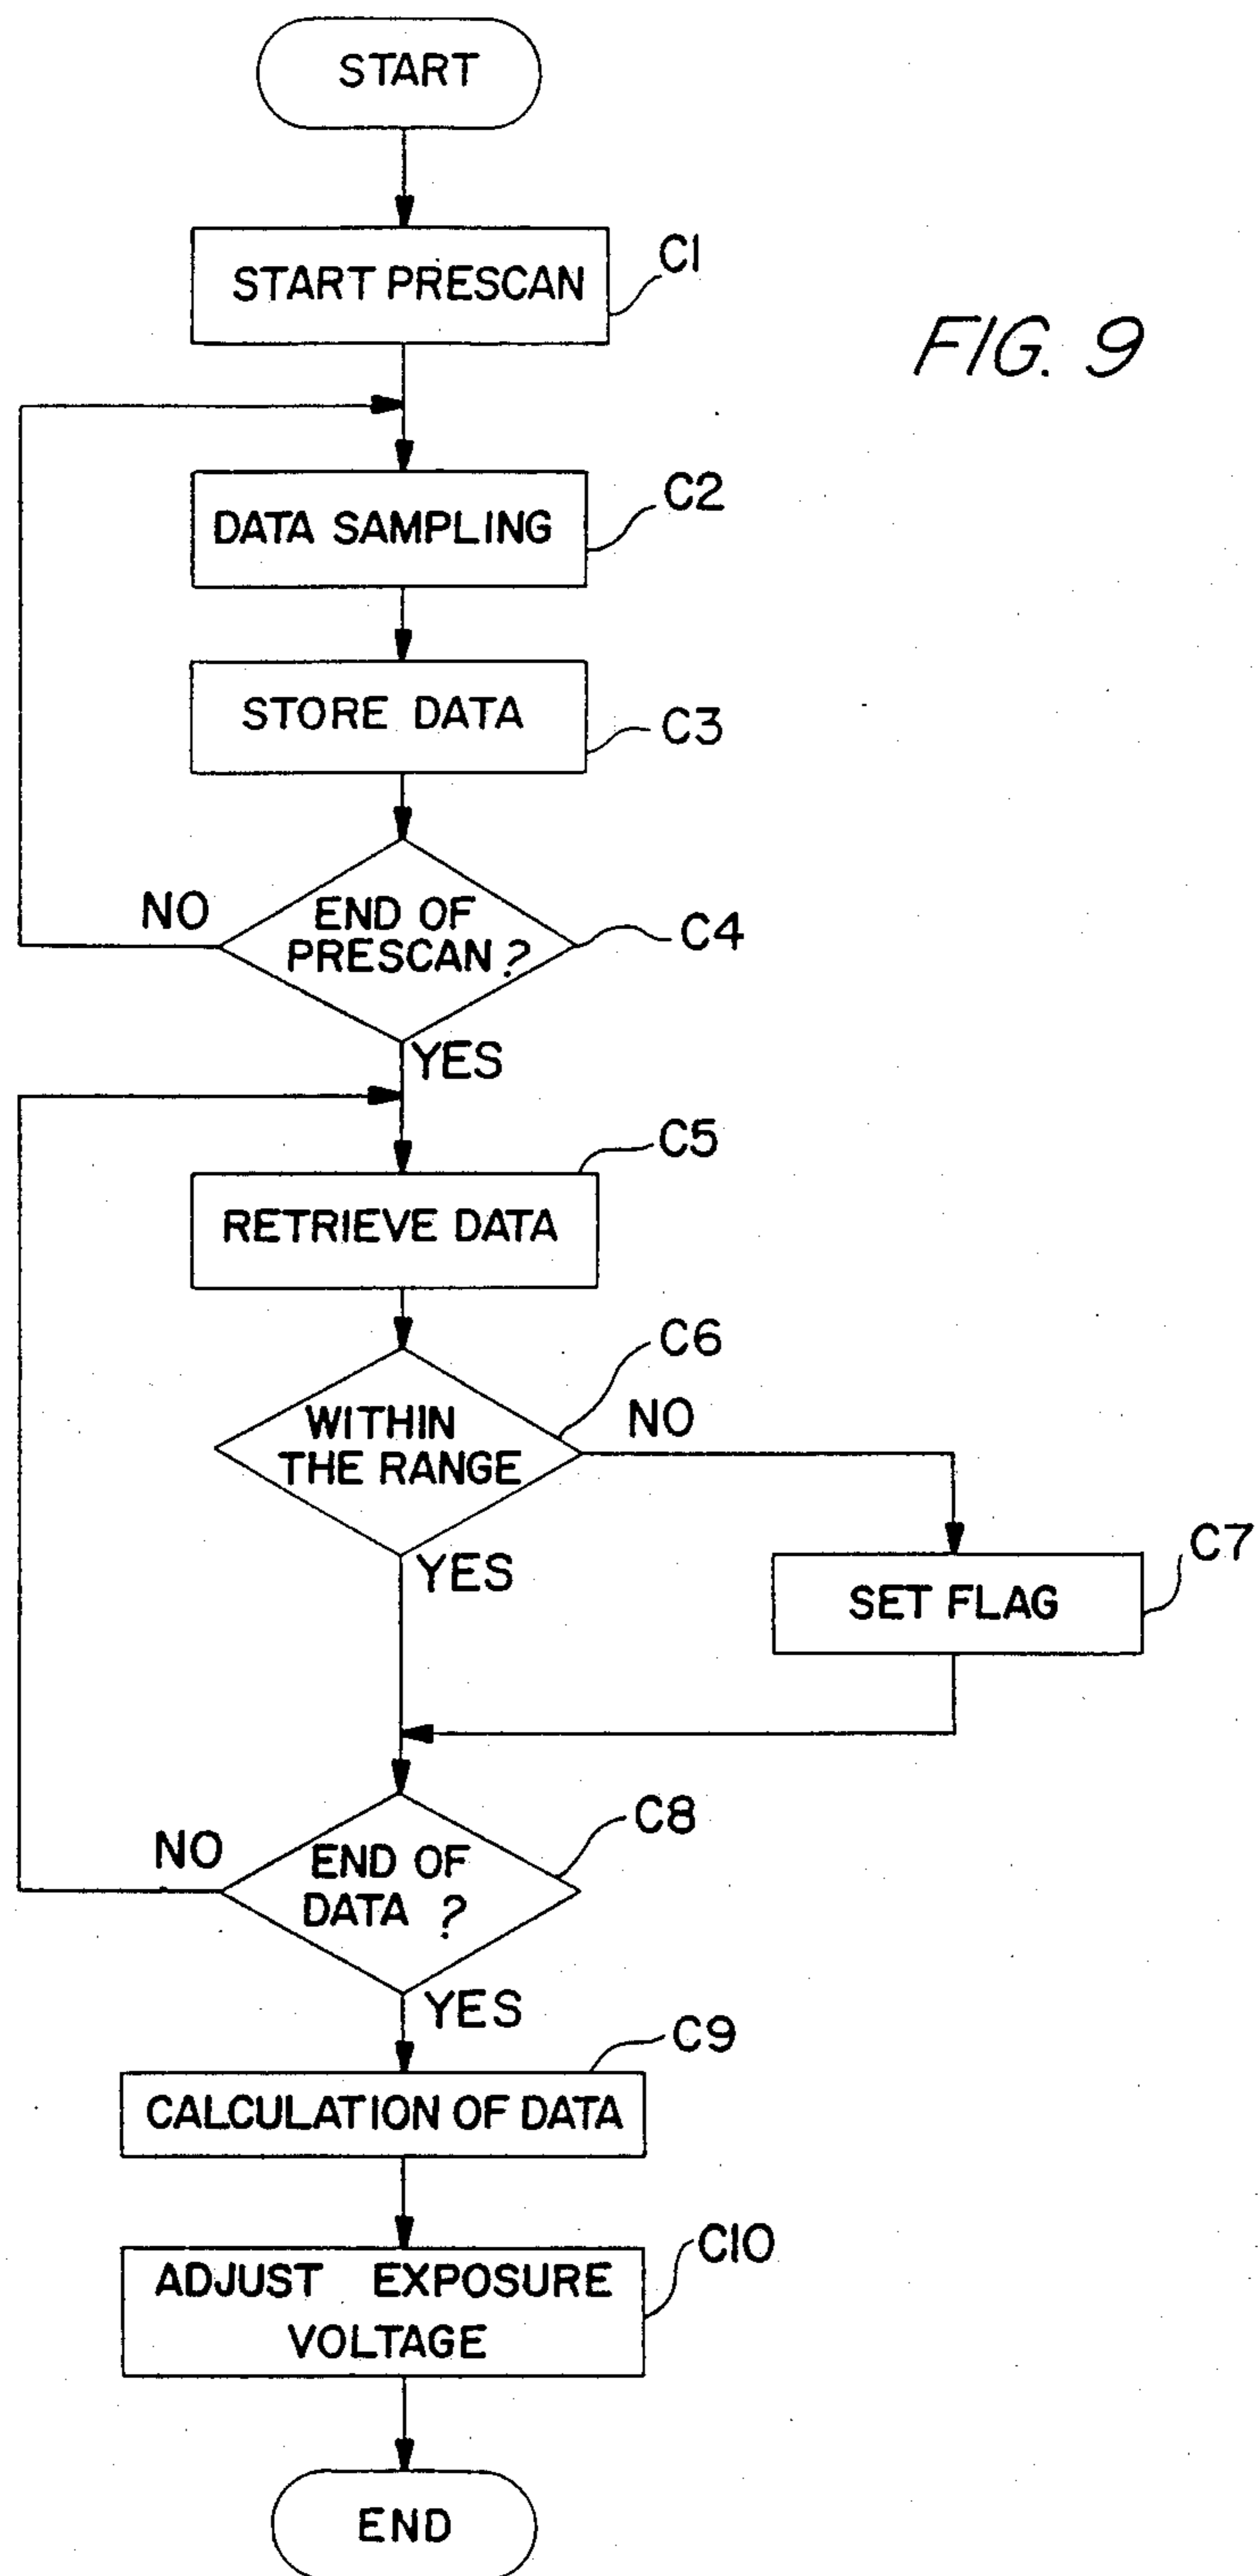 START
START PRESCAN
C1
FIG. 9
DATA SAMPLING
C2
STORE DATA
C3
NO
END OF
PRESCAN ?
C4
YES
C5
RETRIEVE DATA
C6
WITHIN
THE RANGE
NO
YES
C7
SET FLAG
C8
NO
END OF
DATA ?
YES
C9
CALCULATION OF DATA
C10
ADJUST EXPOSURE
VOLTAGE
END